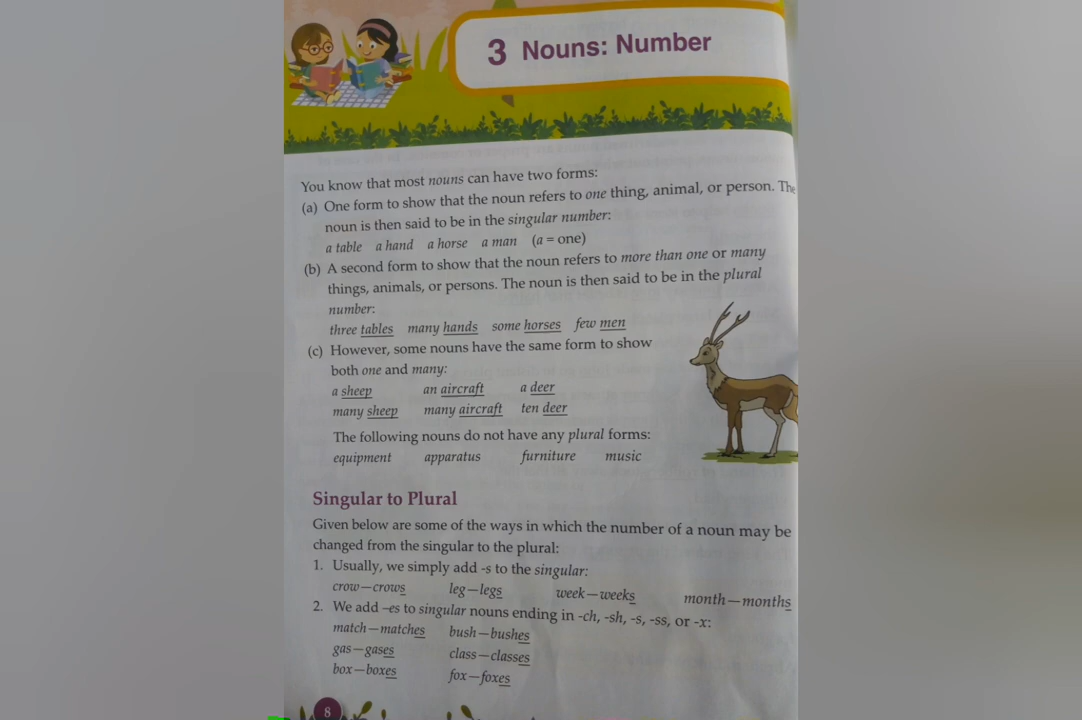 3 Nouns: Number
You know that most nouns can have two forms:
(a) One form to show that the noun refers to one thing, animal, or person. The
noun is then said to be in the singular number:
a table a hand a horse a man (a = one)
(b) A second form to show that the noun refers to more than one or many
things, animals, or persons. The noun is then said to be in the plural
number:
three tables many hands some horses few men
(c) However, some nouns have the same form to show
both one and many:
a sheep an aircraft a deer
many sheep many aircraft ten deer
The following nouns do not have any plural forms:
equipment apparatus furniture music
Singular to Plural
Given below are some of the ways in which the number of a noun may be
changed from the singular to the plural:
1. Usually, we simply add -s to the singular:
crow—crows leg—legs week—weeks month—months
2. We add –es to singular nouns ending in -ch, -sh, -s, -ss, or -x:
match—matches bush—bushes
gas—gases class—classes
box—boxes fox—foxes
8